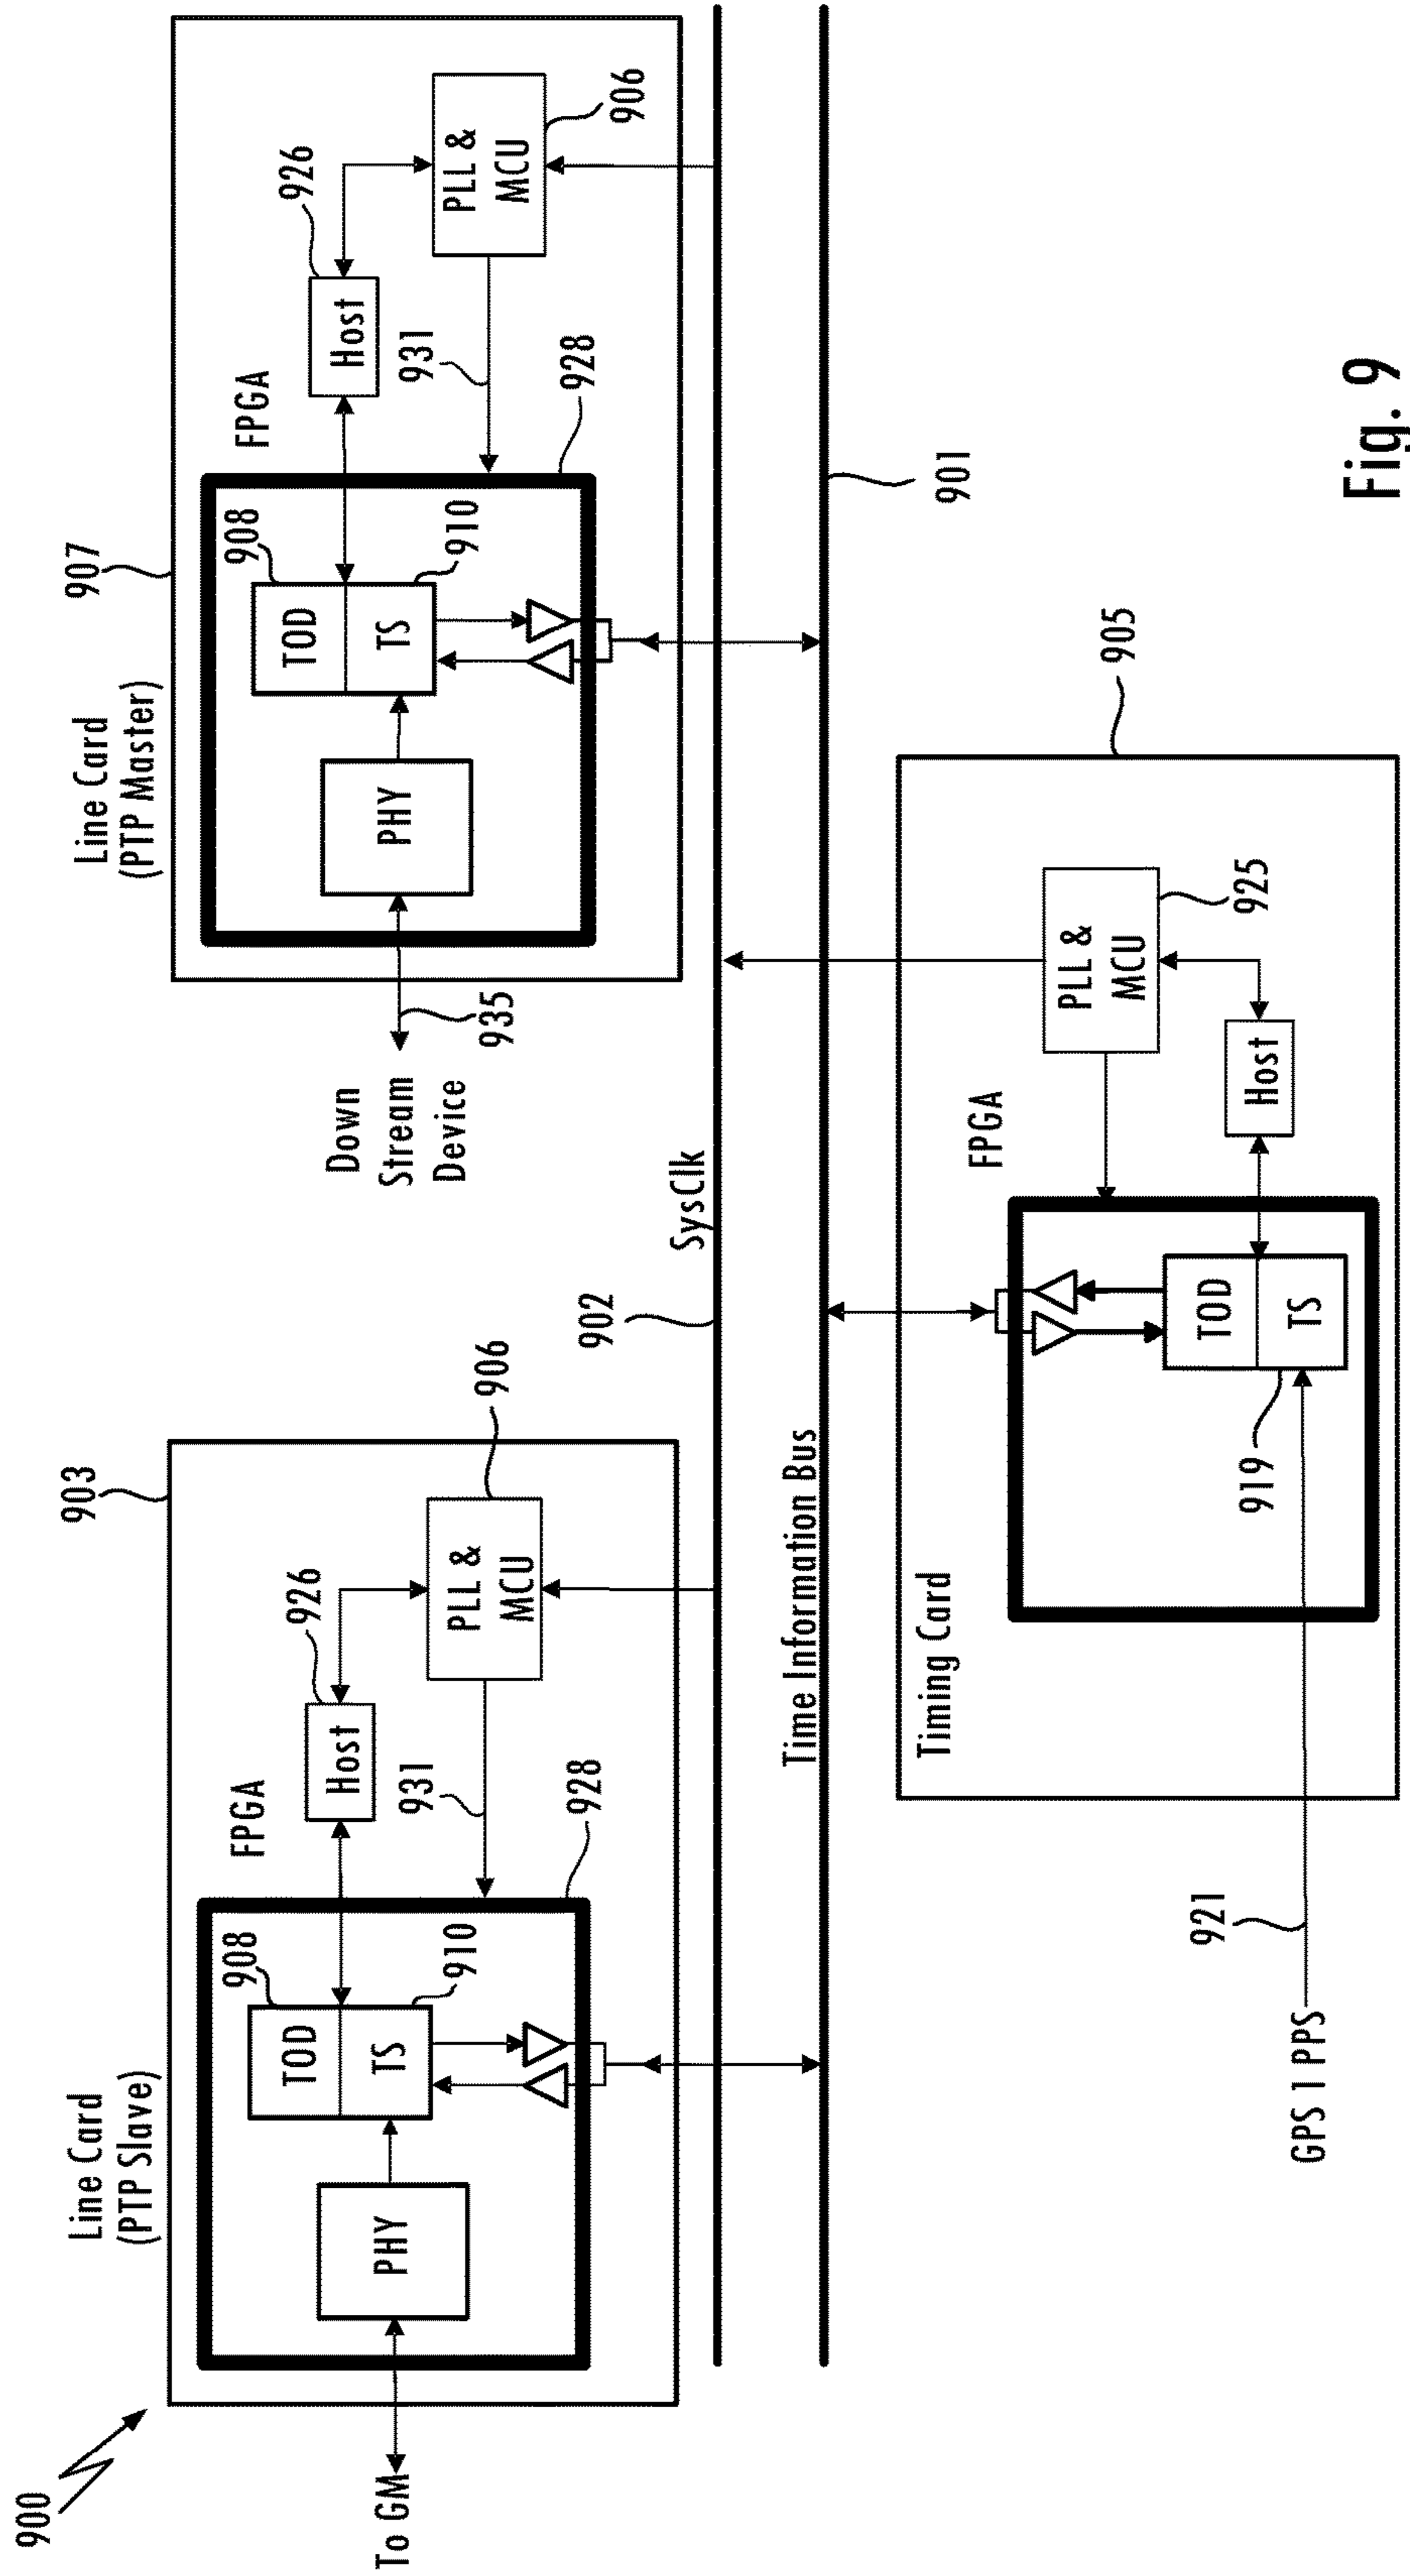 900
Line Card
(PTP Slave)
903
To GM
PHY
TOD
TS
908
910
FPGA
Host
926
931
928
PLL &
MCU
906
Line Card
(PTP Master)
907
Down
Stream
Device
935
PHY
TOD
TS
908
910
FPGA
Host
926
931
928
PLL &
MCU
906
902
SysClk
Time Information Bus
901
Timing Card
905
FPGA
PLL &
MCU
925
Host
TOD
TS
919
921
GPS 1 PPS
Fig. 9